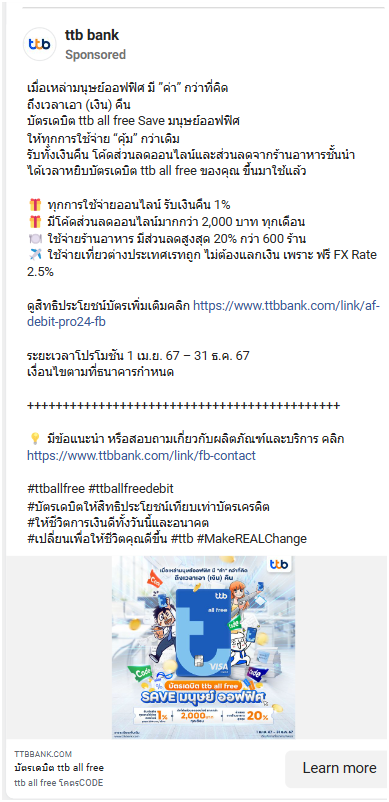 ttb bank
Sponsored
เมื่อเหล่ามนุษย์ออฟฟิศ มี “ค่า” กว่าที่คิด
ถึงเวลาเอา (เงิน) คืน
บัตรเดบิต ttb all free Save มนุษย์ออฟฟิศ
ให้ทุกการใช้จ่าย “คุ้ม” กว่าเดิม
รับทั้งเงินคืน โค้ดส่วนลดออนไลน์และส่วนลดจากร้านอาหารชั้นนำ
ได้เวลาหยิบบัตรเดบิต ttb all free ของคุณ ขึ้นมาใช้แล้ว
🎁 ทุกการใช้จ่ายออนไลน์ รับเงินคืน 1%
🎁 มีโค้ดส่วนลดออนไลน์มากกว่า 2,000 บาท ทุกเดือน
🍽️ ใช้จ่ายร้านอาหาร มีส่วนลดสูงสุด 20% กว่า 600 ร้าน
✈️ ใช้จ่ายเที่ยวต่างประเทศเรทถูก ไม่ต้องแลกเงิน เพราะ ฟรี FX Rate
2.5%
ดูสิทธิประโยชน์บัตรเพิ่มเติมคลิก https://www.ttbbank.com/link/af-
debit-pro24-fb
ระยะเวลาโปรโมชัน 1 เม.ย. 67 – 31 ธ.ค. 67
เงื่อนไขตามที่ธนาคารกำหนด
++++++++++++++++++++++++++++++++++++++++++++
💡 มีข้อแนะนำ หรือสอบถามเกี่ยวกับผลิตภัณฑ์และบริการ คลิก
https://www.ttbbank.com/link/fb-contact
#ttballfree #ttballfreedebit
#บัตรเดบิตให้สิทธิประโยชน์เทียบเท่าบัตรเครดิต
#ให้ชีวิตการเงินดีทั้งวันนี้และอนาคต
#เปลี่ยนเพื่อให้ชีวิตคุณดีขึ้น #ttb #MakeREALChange
ttb
เมื่อเหล่ามนุษย์ออฟฟิศ มี “ค่า” กว่าที่คิด
ถึงเวลาเอา (เงิน) คืน
ttb
all free
Code
Code
Code
VISA
บัตรเดบิต ttb all free
SAVE มนุษย์ ออฟฟิศ
1%
2,000
20%
TTBBANK.COM
บัตรเดบิต ttb all free
ttb all free โค้ดรCODE
Learn more